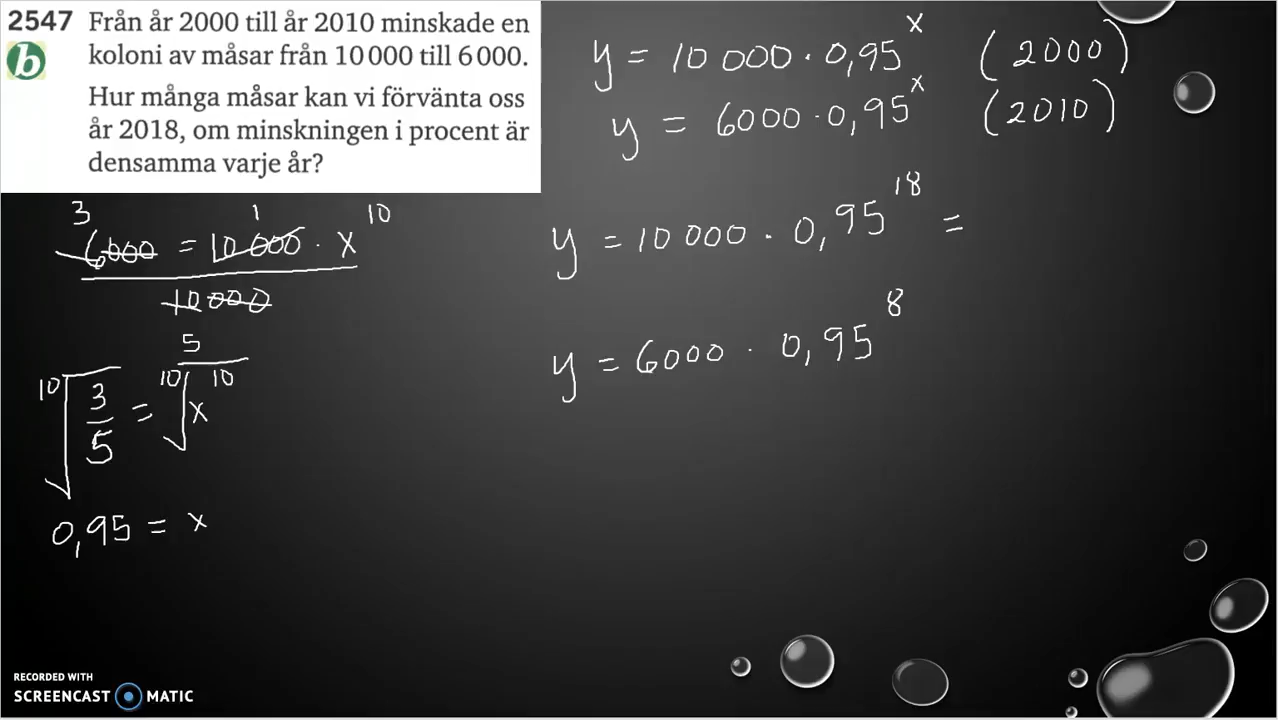 2547 Från år 2000 till år 2010 minskade en
b koloni av måsar från 10 000 till 6 000.
Hur många måsar kan vi förvänta oss
år 2018, om minskningen i procent är
densamma varje år?
3 1
6000 = 10 000 · x^10
10 000
5
10√(3/5) = 10√(x^10)
0,95 = x
y = 10 000 · 0,95^x (2000)
y = 6000 · 0,95^x (2010)
y = 10 000 · 0,95^18 =
y = 6000 · 0,95^8
RECORDED WITH
SCREENCAST MATIC